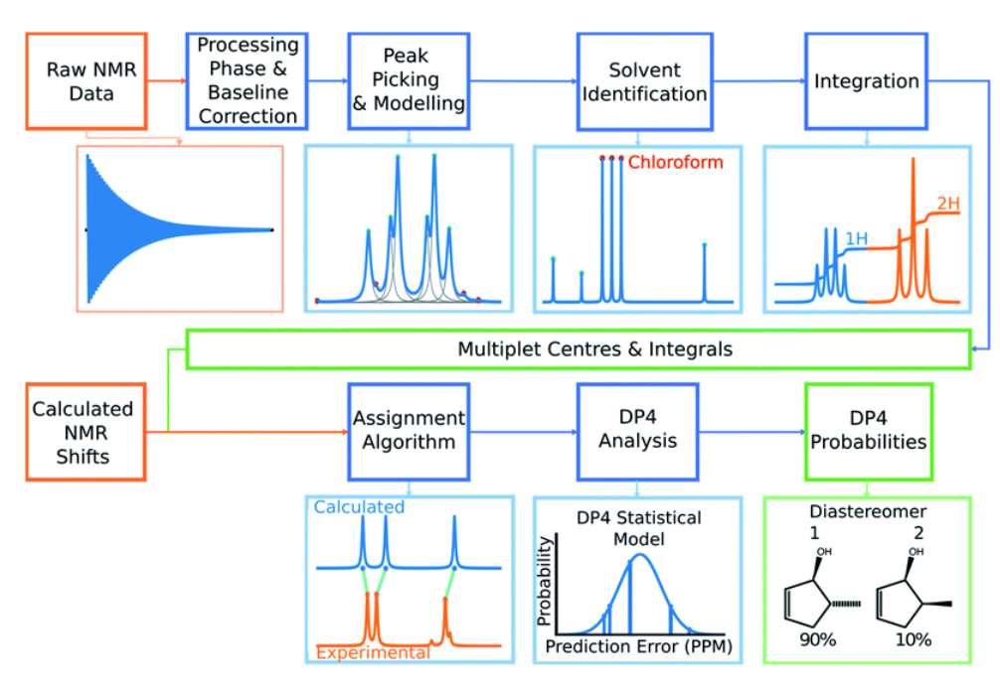 Raw NMR
Data
Processing
Phase &
Baseline
Correction
Peak
Picking
& Modelling
Solvent
Identification
Integration
Chloroform
1H
2H
Multiplet Centres & Integrals
Calculated
NMR
Shifts
Assignment
Algorithm
DP4
Analysis
DP4
Probabilities
Calculated
Experimental
DP4 Statistical
Model
Probability
Prediction Error (PPM)
Diastereomer
1 2
OH OH
90% 10%